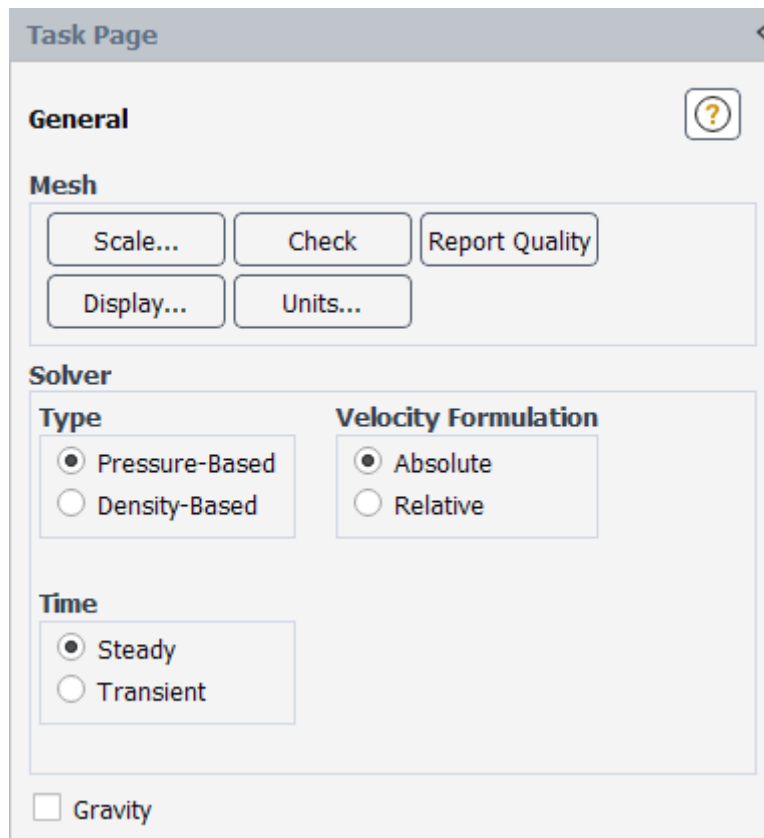 Task Page
General
?
Mesh
Scale... Check Report Quality
Display... Units...
Solver
Type Velocity Formulation
Pressure-Based Absolute
Density-Based Relative
Time
Steady
Transient
Gravity